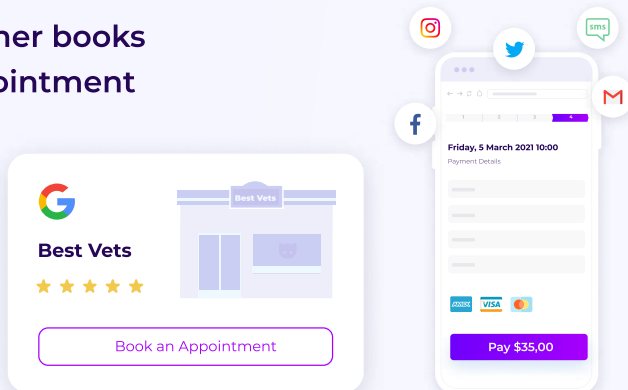 ner books
ointment
Best Vets
Best Vets
Book an Appointment
sms
1 2 3 4
Friday, 5 March 2021 10:00
Payment Details
AMEX VISA
Pay $35,00